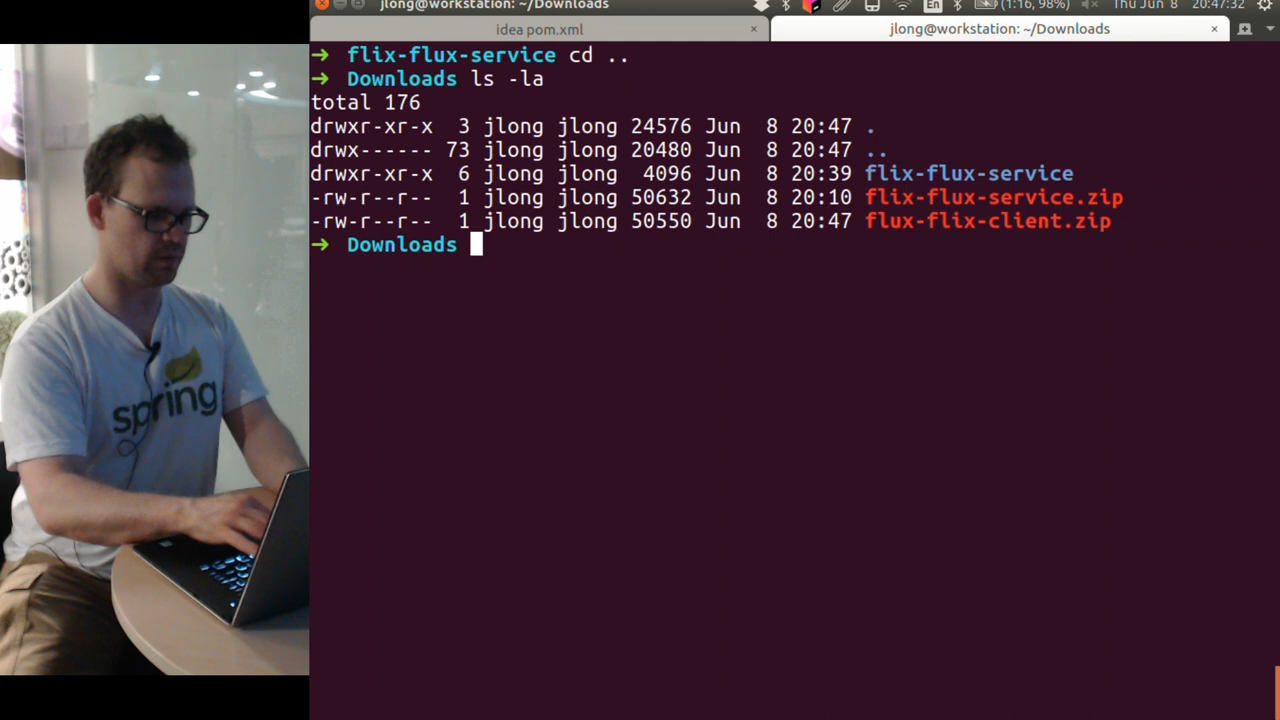 jlong@workstation: ~/Downloads
En
(1:16, 98%)
Thu Jun 8 20:47:32
idea pom.xml ×
jlong@workstation: ~/Downloads ×
➜ flix-flux-service cd ..
➜ Downloads ls -la
total 176
drwxr-xr-x 3 jlong jlong 24576 Jun 8 20:47 .
drwx------ 73 jlong jlong 20480 Jun 8 20:47 ..
drwxr-xr-x 6 jlong jlong 4096 Jun 8 20:39 flix-flux-service
-rw-r--r-- 1 jlong jlong 50632 Jun 8 20:10 flix-flux-service.zip
-rw-r--r-- 1 jlong jlong 50550 Jun 8 20:47 flux-flix-client.zip
➜ Downloads
spring